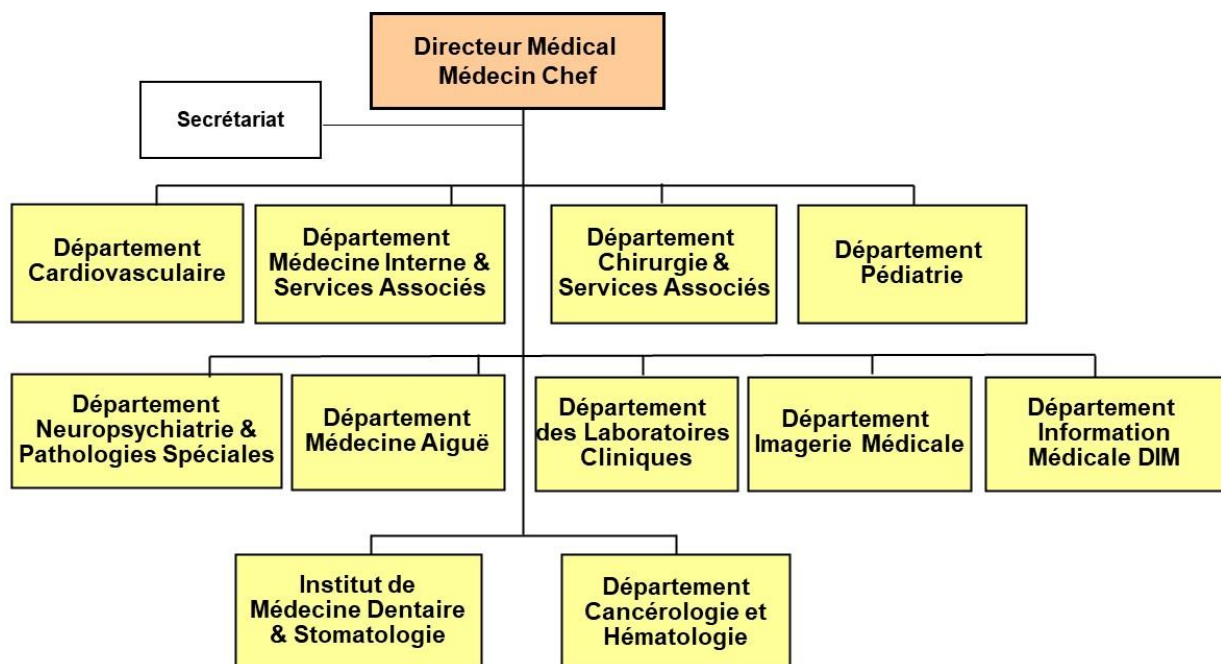 Directeur Médical
Médecin Chef
Secrétariat
Département
Cardiovasculaire
Département
Médecine Interne &
Services Associés
Département
Chirurgie &
Services Associés
Département
Pédiatrie
Département
Neuropsychiatrie &
Pathologies Spéciales
Département
Médecine Aiguë
Département
des Laboratoires
Cliniques
Département
Imagerie Médicale
Département
Information
Médicale DIM
Institut de
Médecine Dentaire
& Stomatologie
Département
Cancérologie et
Hématologie